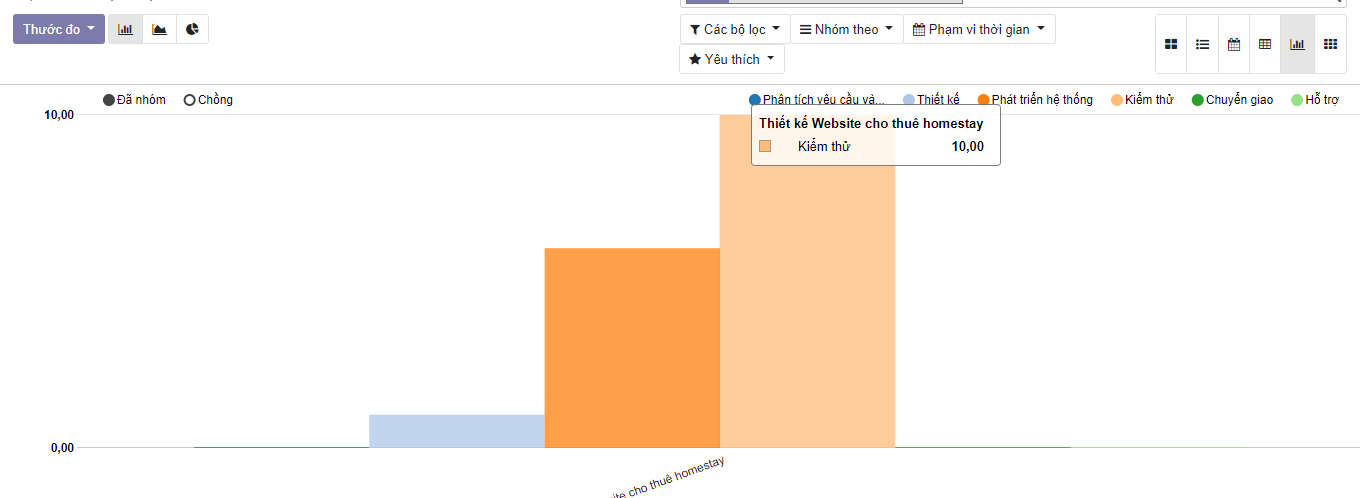 Thước đo
Các bộ lọc
Nhóm theo
Phạm vi thời gian
Yêu thích
Đã nhóm
Chồng
Phân tích yêu cầu và...
Thiết kế
Phát triển hệ thống
Kiểm thử
Chuyển giao
Hỗ trợ
10,00
Thiết kế Website cho thuê homestay
Kiểm thử 10,00
0,00
cho thuê homestay